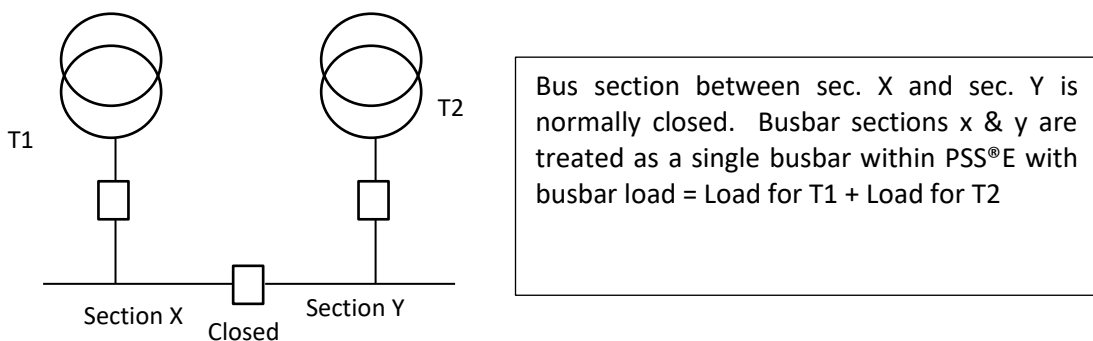 T1
T2
Section X
Closed
Section Y
Bus section between sec. X and sec. Y is
normally closed. Busbar sections x & y are
treated as a single busbar within PSS®E with
busbar load = Load for T1 + Load for T2